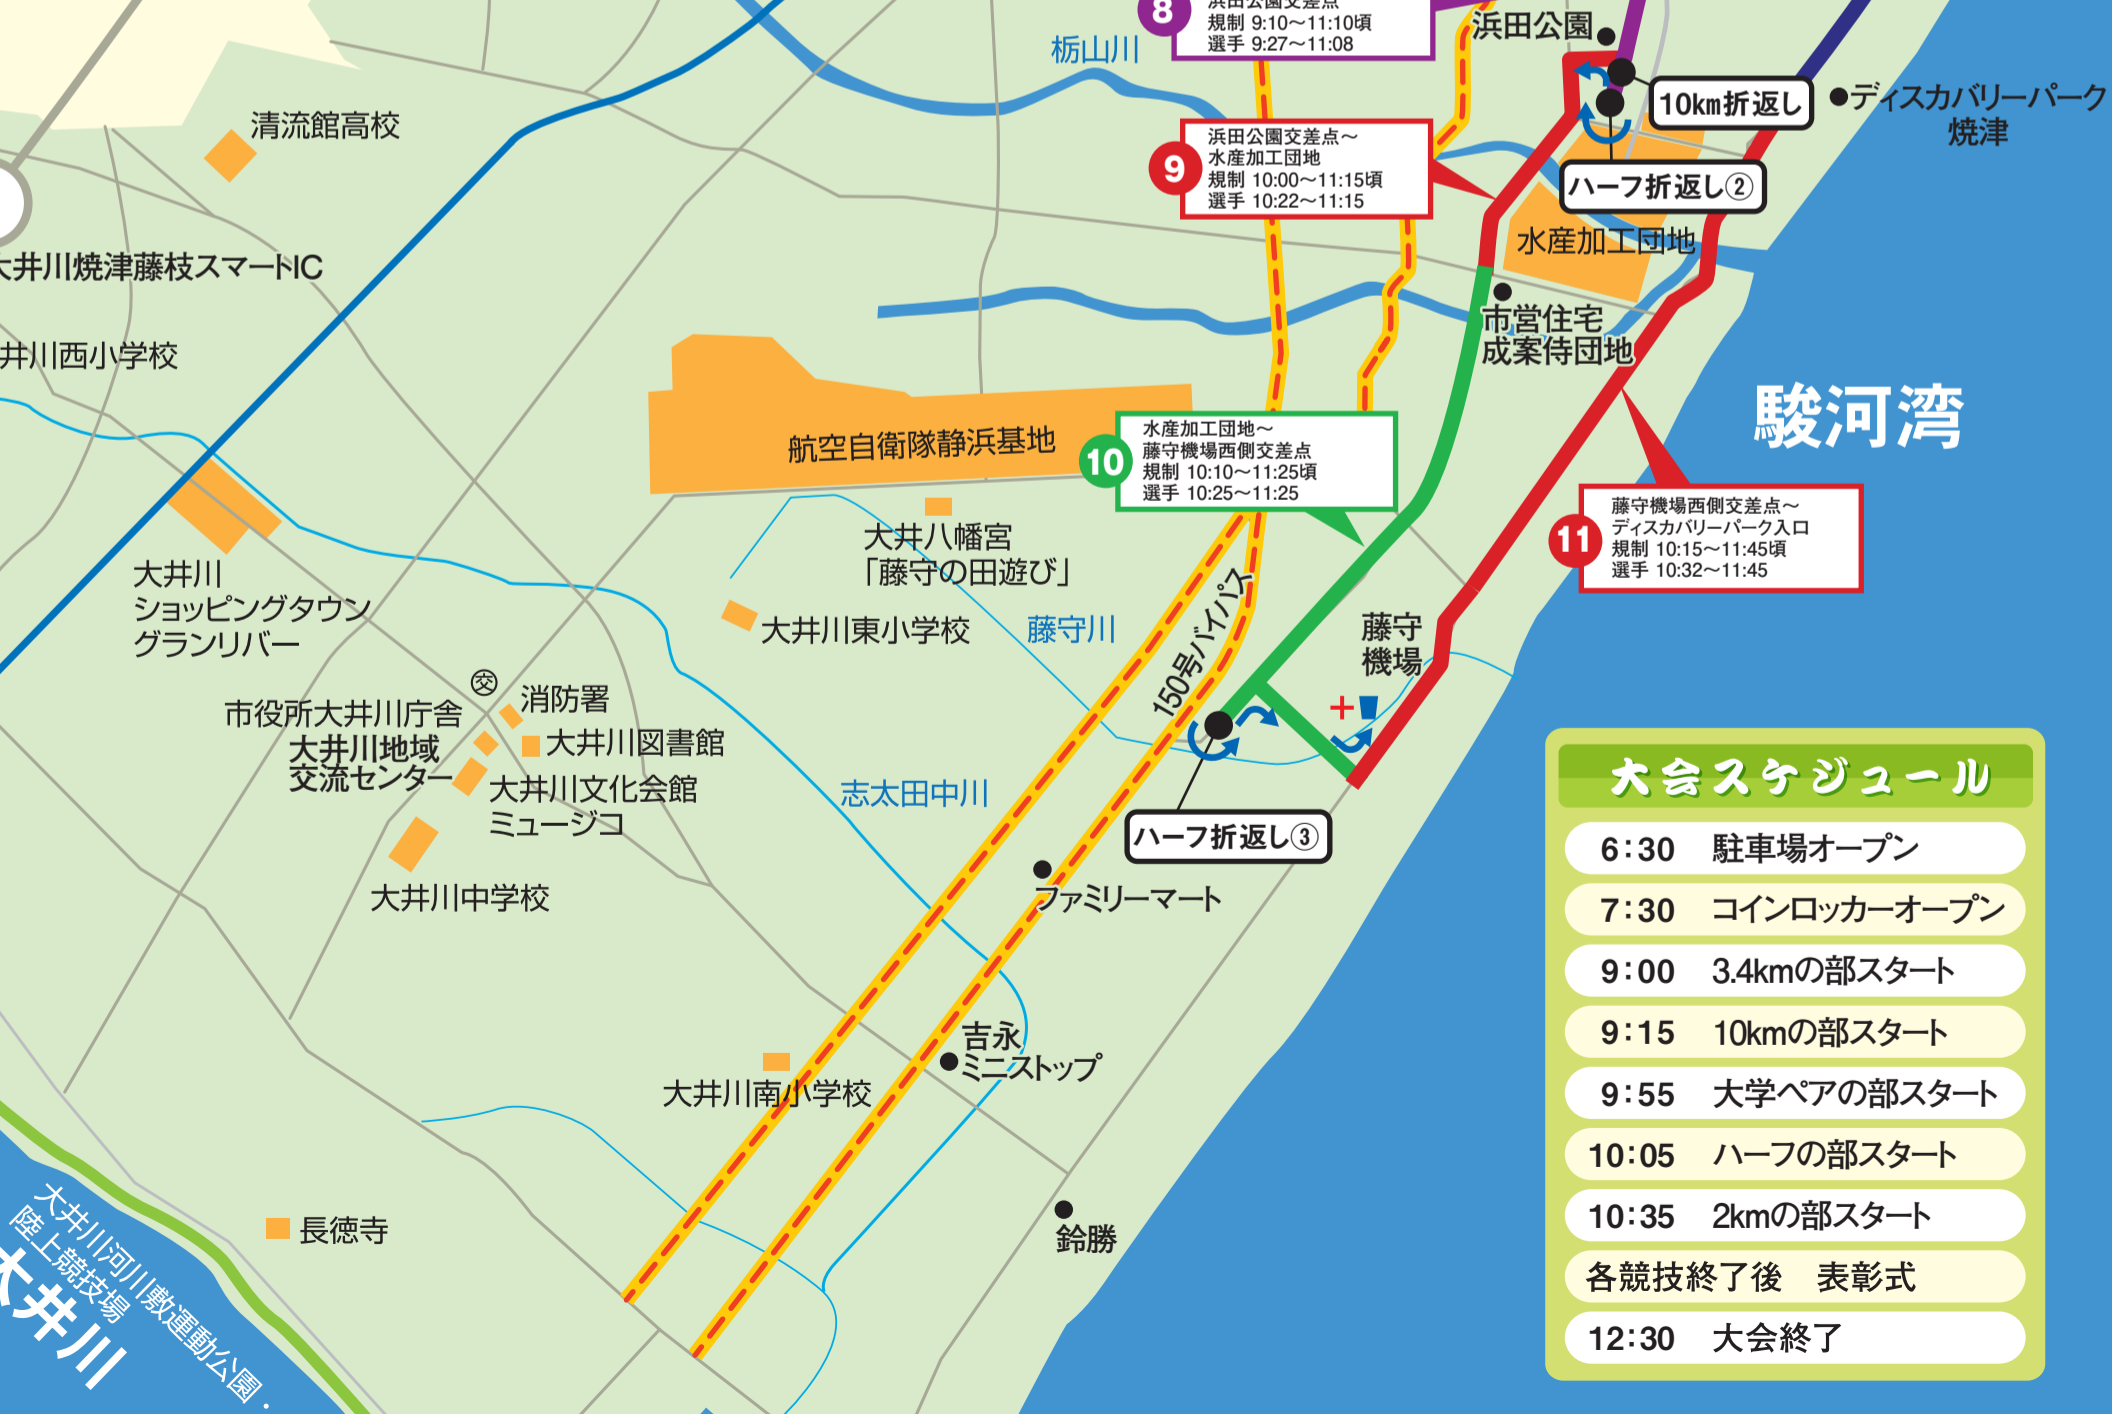 8
浜田公園交差点
規制 9:10～11:10頃
選手 9:27～11:08
浜田公園
栃山川
10km折返し
ディスカバリーパーク
焼津
清流館高校
9
浜田公園交差点～
水産加工団地
規制 10:00～11:15頃
選手 10:22～11:15
ハーフ折返し②
水産加工団地
大井川焼津藤枝スマートIC
市営住宅
成案侍団地
井川西小学校
駿河湾
航空自衛隊静浜基地
10
水産加工団地～
藤守機場西側交差点
規制 10:10～11:25頃
選手 10:25～11:25
11
藤守機場西側交差点～
ディスカバリーパーク入口
規制 10:15～11:45頃
選手 10:32～11:45
大井八幡宮
「藤守の田遊び」
大井川
ショッピングタウン
グランリバー
大井川東小学校
藤守川
150号バイパス
藤守
機場
交
消防署
市役所大井川庁舎
大井川地域
交流センター
大井川図書館
大井川文化会館
ミュージコ
志太田中川
ハーフ折返し③
大井川中学校
ファミリーマート
吉永
ミニストップ
大井川南小学校
長徳寺
鈴勝
大井川河川敷運動公園・
陸上競技場
大井川
大会スケジュール
6:30 駐車場オープン
7:30 コインロッカーオープン
9:00 3.4kmの部スタート
9:15 10kmの部スタート
9:55 大学ペアの部スタート
10:05 ハーフの部スタート
10:35 2kmの部スタート
各競技終了後 表彰式
12:30 大会終了